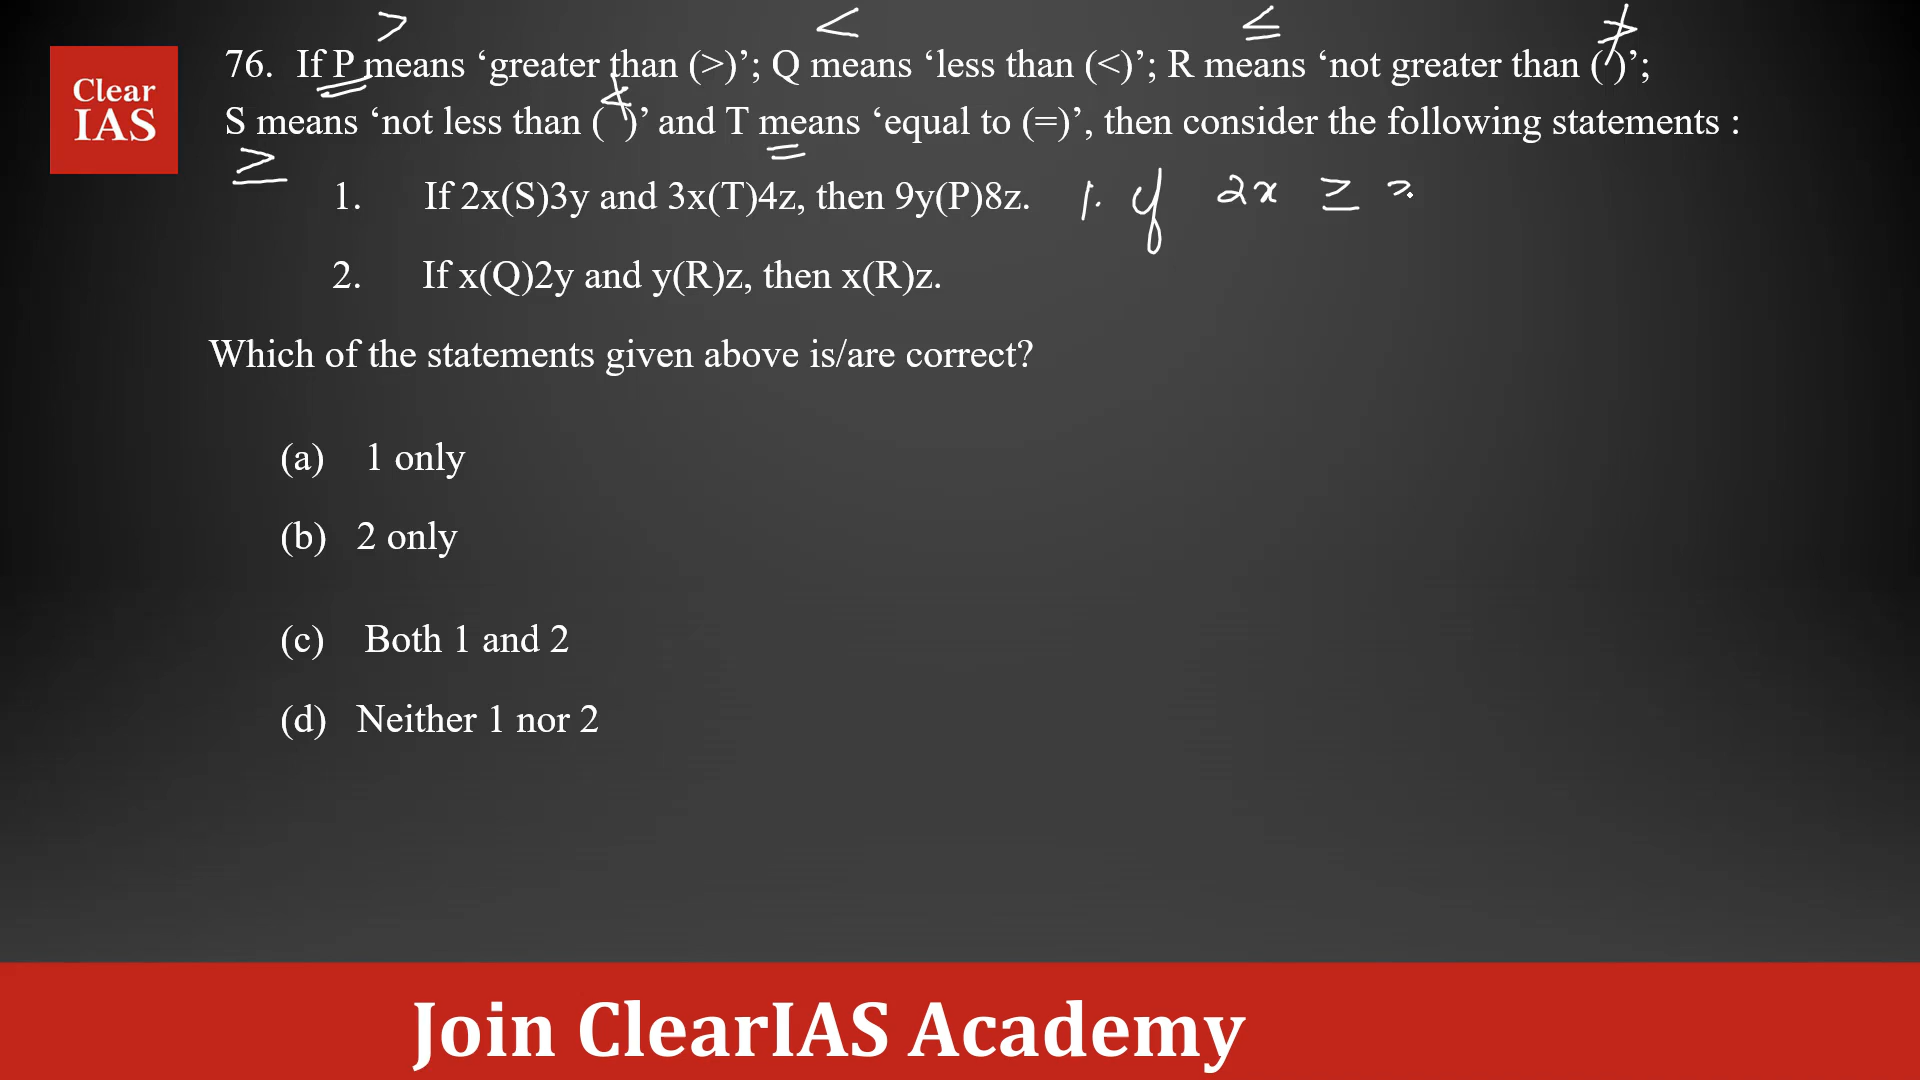 > < ≤ ≯
Clear
IAS
76. If P means ‘greater than (>)’; Q means ‘less than (<)’; R means ‘not greater than ( )’;
≮
S means ‘not less than ( )’ and T means ‘equal to (=)’, then consider the following statements :
≥ =
1. If 2x(S)3y and 3x(T)4z, then 9y(P)8z. 1. if 2x ≥
2. If x(Q)2y and y(R)z, then x(R)z.
Which of the statements given above is/are correct?
(a) 1 only
(b) 2 only
(c) Both 1 and 2
(d) Neither 1 nor 2
Join ClearIAS Academy